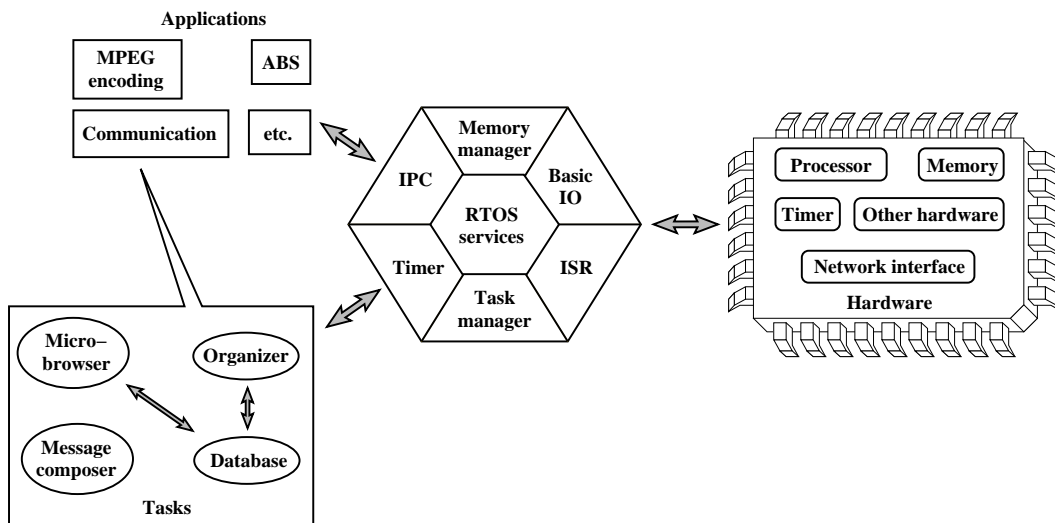 Applications
MPEG
encoding
ABS
Communication
etc.
Memory
manager
IPC
Basic
IO
RTOS
services
Timer
ISR
Task
manager
Processor
Memory
Timer
Other hardware
Network interface
Hardware
Micro−
browser
Organizer
Message
composer
Database
Tasks